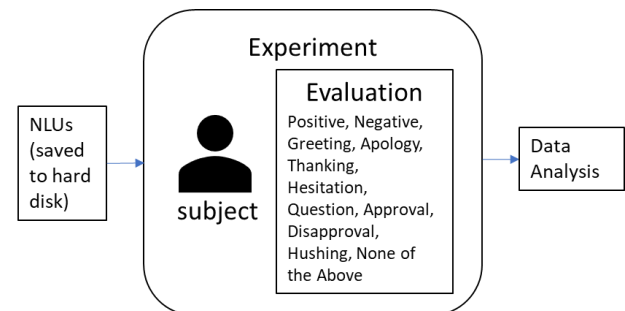 Experiment
NLUs
(saved
to hard
disk)
subject
Evaluation
Positive, Negative,
Greeting, Apology,
Thanking,
Hesitation,
Question, Approval,
Disapproval,
Hushing, None of
the Above
Data
Analysis